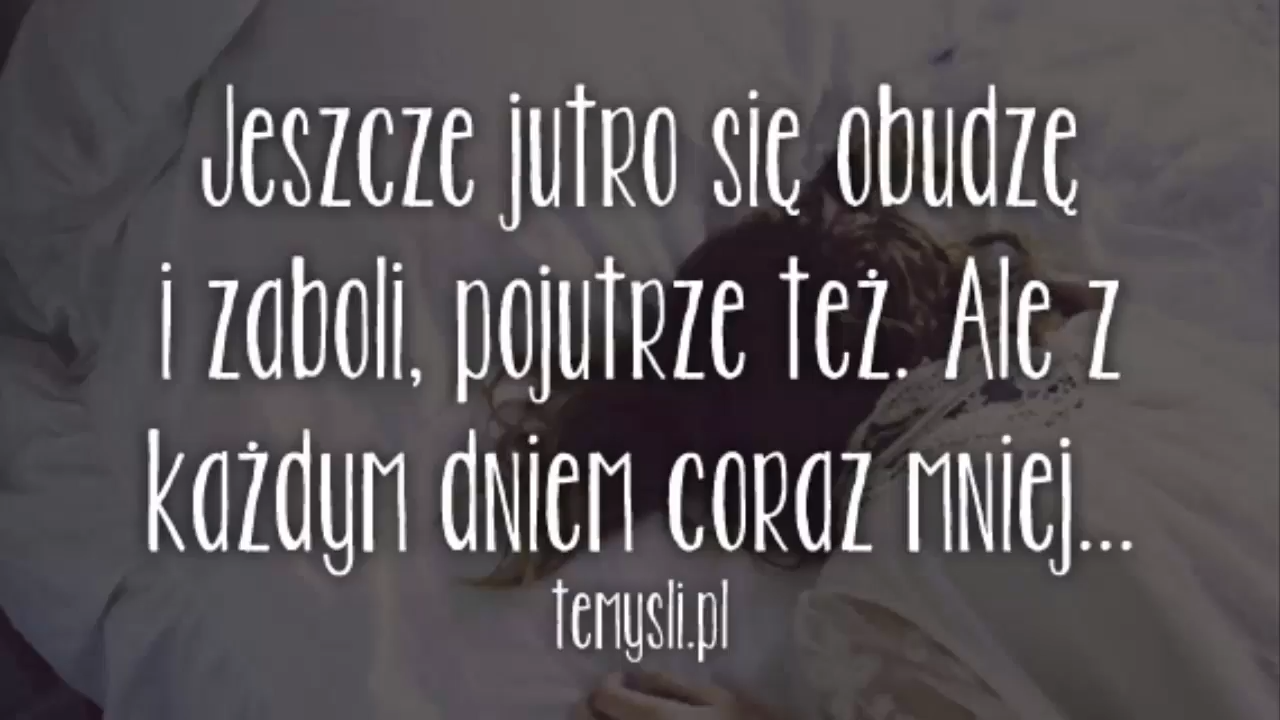 Jeszcze jutro się obudzę
i zaboli, pojutrze też. Ale z
każdym dniem coraz mniej...
temysli.pl